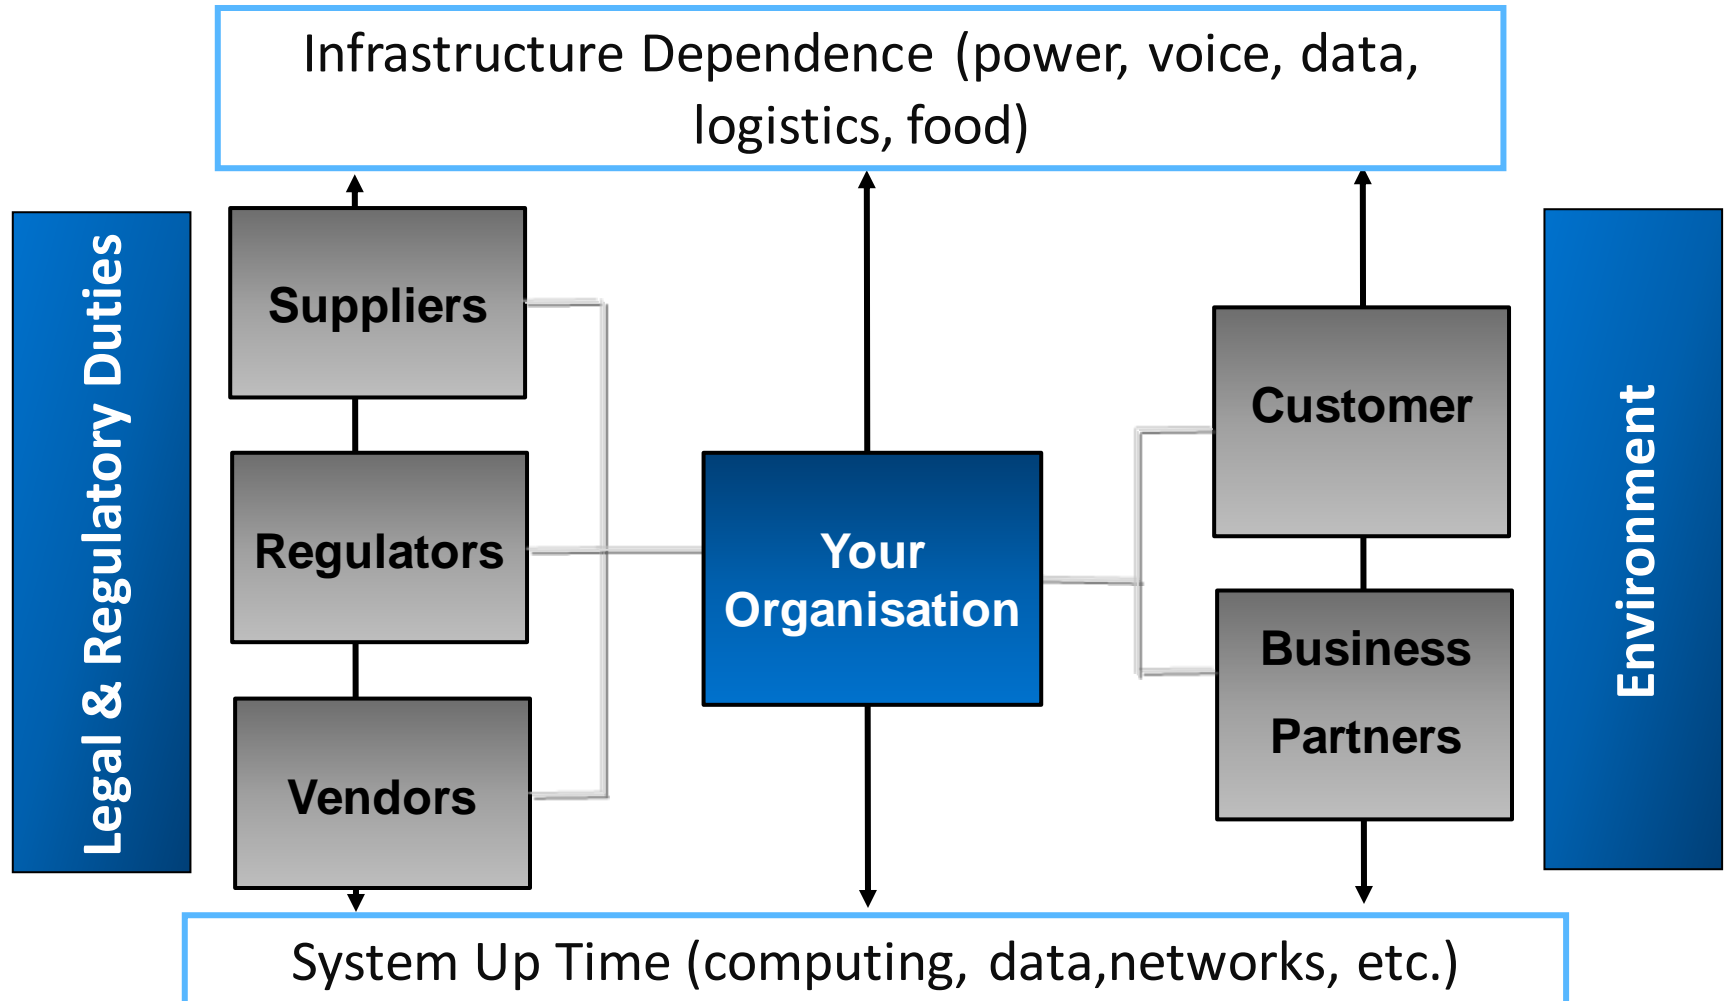 Infrastructure Dependence (power, voice, data,
logistics, food)
Legal & Regulatory Duties
Suppliers
Regulators
Vendors
Your
Organisation
Customer
Business
Partners
Environment
System Up Time (computing, data,networks, etc.)